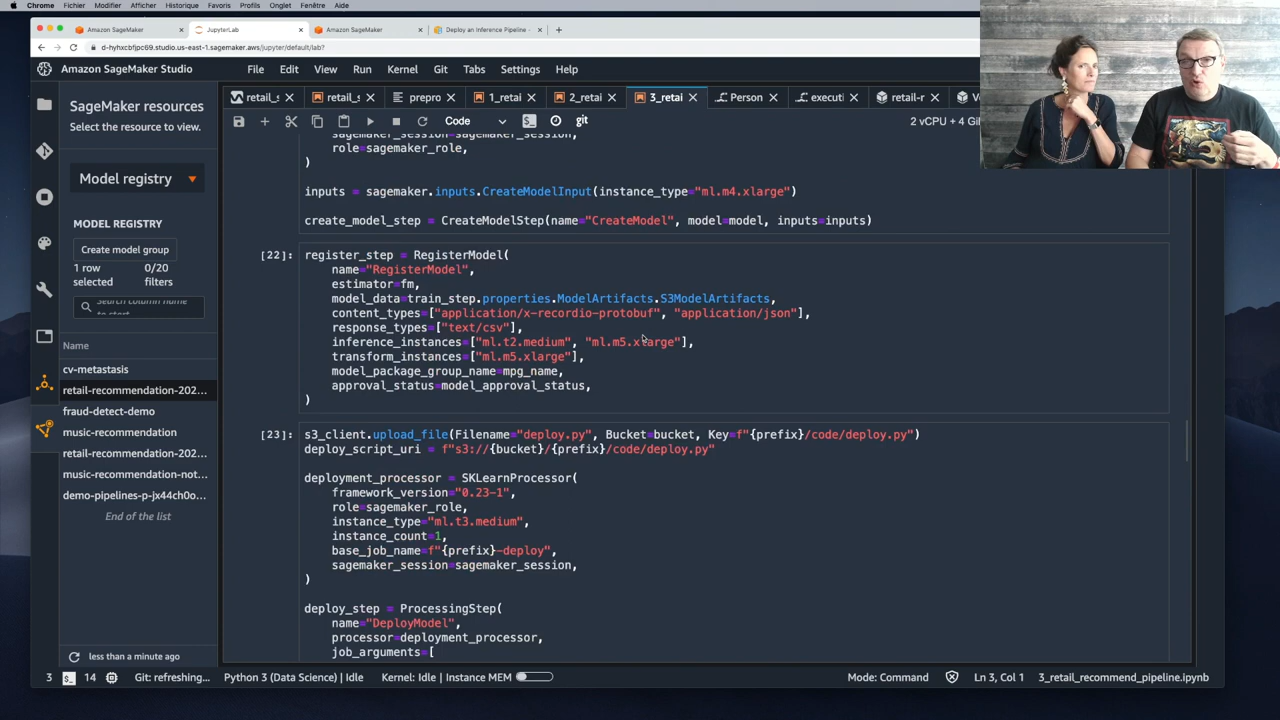 Chrome Fichier Modifier Afficher Historique Favoris Profils Onglet Fenêtre Aide
Amazon SageMaker
JupyterLab
Amazon SageMaker
Deploy an Inference Pipeline
d-hyhxcbfjpc69.studio.us-east-1.sagemaker.aws/jupyter/default/lab?
Amazon SageMaker Studio
File Edit View Run Kernel Git Tabs Settings Help
SageMaker resources
Select the resource to view.
Model registry
MODEL REGISTRY
Create model group
1 row selected
0/20 filters
Search column name to start
Name
cv-metastasis
retail-recommendation-202...
fraud-detect-demo
music-recommendation
retail-recommendation-202...
music-recommendation-not...
demo-pipelines-p-jx44ch0o...
End of the list
less than a minute ago
retail_s
retail_s
prepro
1_retai
2_retai
3_retai
Person
executi
retail-r
Code
git
2 vCPU + 4 Gi
sagemaker_session=sagemaker_session,
role=sagemaker_role,
)
inputs = sagemaker.inputs.CreateModelInput(instance_type="ml.m4.xlarge")
create_model_step = CreateModelStep(name="CreateModel", model=model, inputs=inputs)
[22]:
register_step = RegisterModel(
name="RegisterModel",
estimator=fm,
model_data=train_step.properties.ModelArtifacts.S3ModelArtifacts,
content_types=["application/x-recordio-protobuf", "application/json"],
response_types=["text/csv"],
inference_instances=["ml.t2.medium", "ml.m5.xlarge"],
transform_instances=["ml.m5.xlarge"],
model_package_group_name=mpg_name,
approval_status=model_approval_status,
)
[23]:
s3_client.upload_file(Filename="deploy.py", Bucket=bucket, Key=f"{prefix}/code/deploy.py")
deploy_script_uri = f"s3://{bucket}/{prefix}/code/deploy.py"
deployment_processor = SKLearnProcessor(
framework_version="0.23-1",
role=sagemaker_role,
instance_type="ml.t3.medium",
instance_count=1,
base_job_name=f"{prefix}-deploy",
sagemaker_session=sagemaker_session,
)
deploy_step = ProcessingStep(
name="DeployModel",
processor=deployment_processor,
job_arguments=[
3 14 Git: refreshing... Python 3 (Data Science) | Idle Kernel: Idle | Instance MEM Mode: Command Ln 3, Col 1 3_retail_recommend_pipeline.ipynb